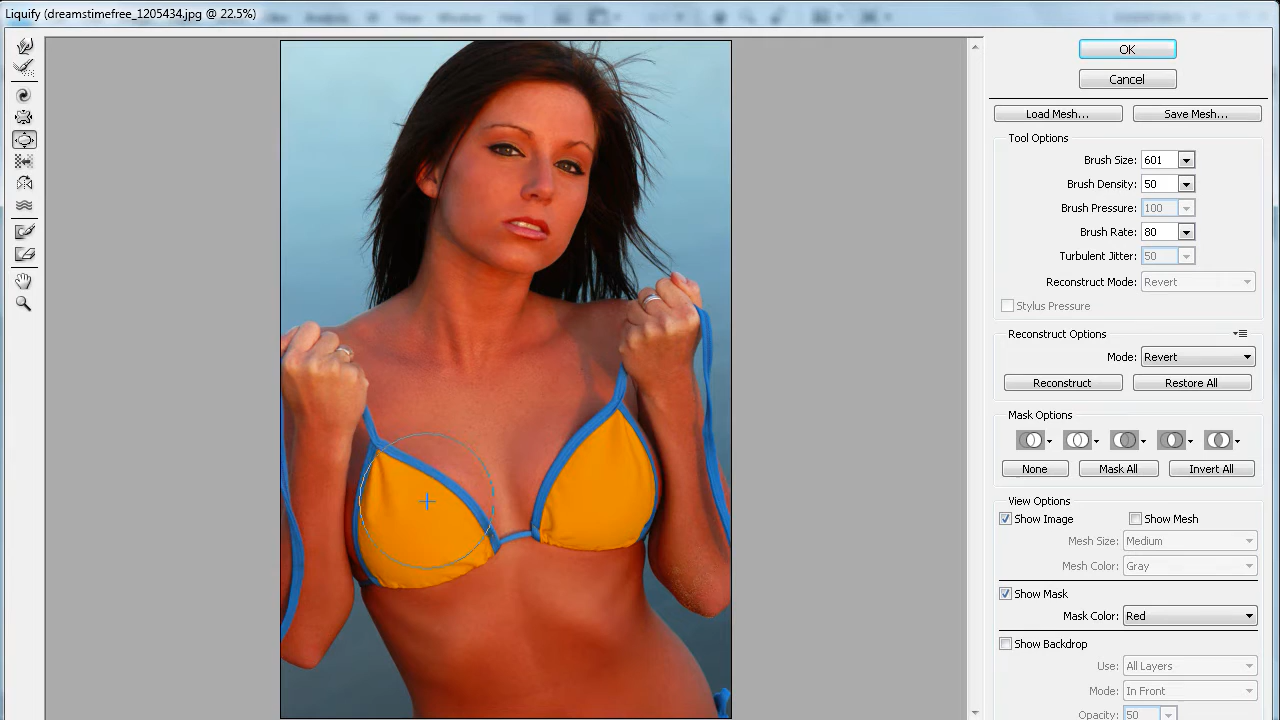 Liquify (dreamstimefree_1205434.jpg @ 22.5%)
OK
Cancel
Load Mesh... Save Mesh...
Tool Options
Brush Size: 601
Brush Density: 50
Brush Pressure: 100
Brush Rate: 80
Turbulent Jitter: 50
Reconstruct Mode: Revert
Stylus Pressure
Reconstruct Options
Mode: Revert
Reconstruct Restore All
Mask Options
None Mask All Invert All
View Options
Show Image Show Mesh
Mesh Size: Medium
Mesh Color: Gray
Show Mask
Mask Color: Red
Show Backdrop
Use: All Layers
Mode: In Front
Opacity: 50